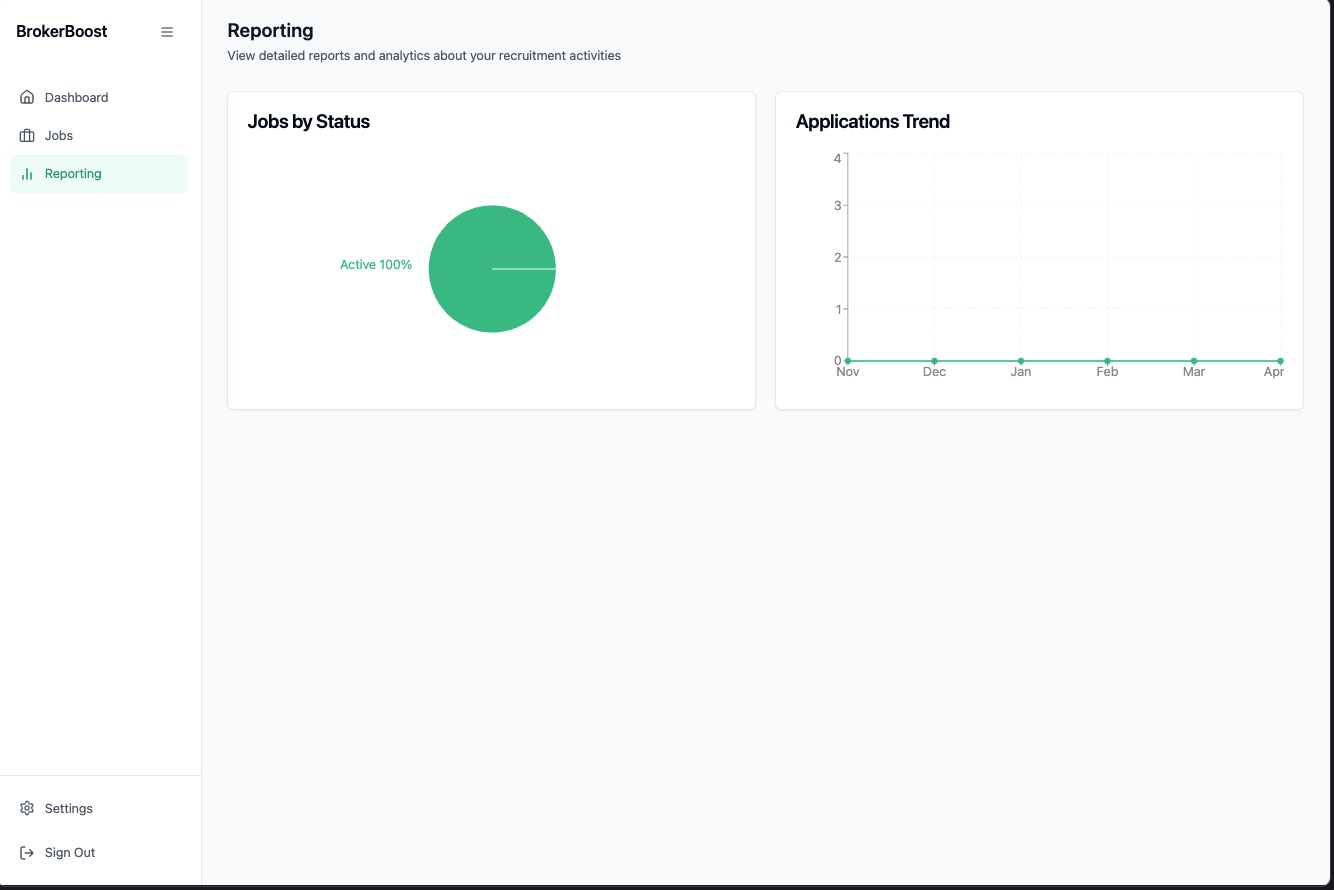 BrokerBoost
Dashboard
Jobs
Reporting
Settings
Sign Out
Reporting
View detailed reports and analytics about your recruitment activities
Jobs by Status
Active 100%
Applications Trend
4
3
2
1
0
Nov Dec Jan Feb Mar Apr